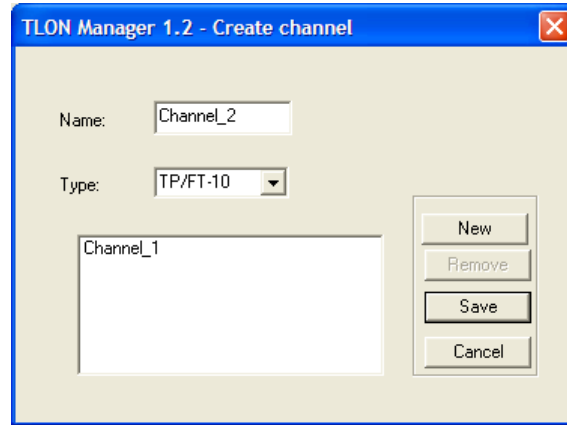 TLON Manager 1.2 - Create channel
Name: Channel_2
Type: TP/FT-10
Channel_1
New
Remove
Save
Cancel